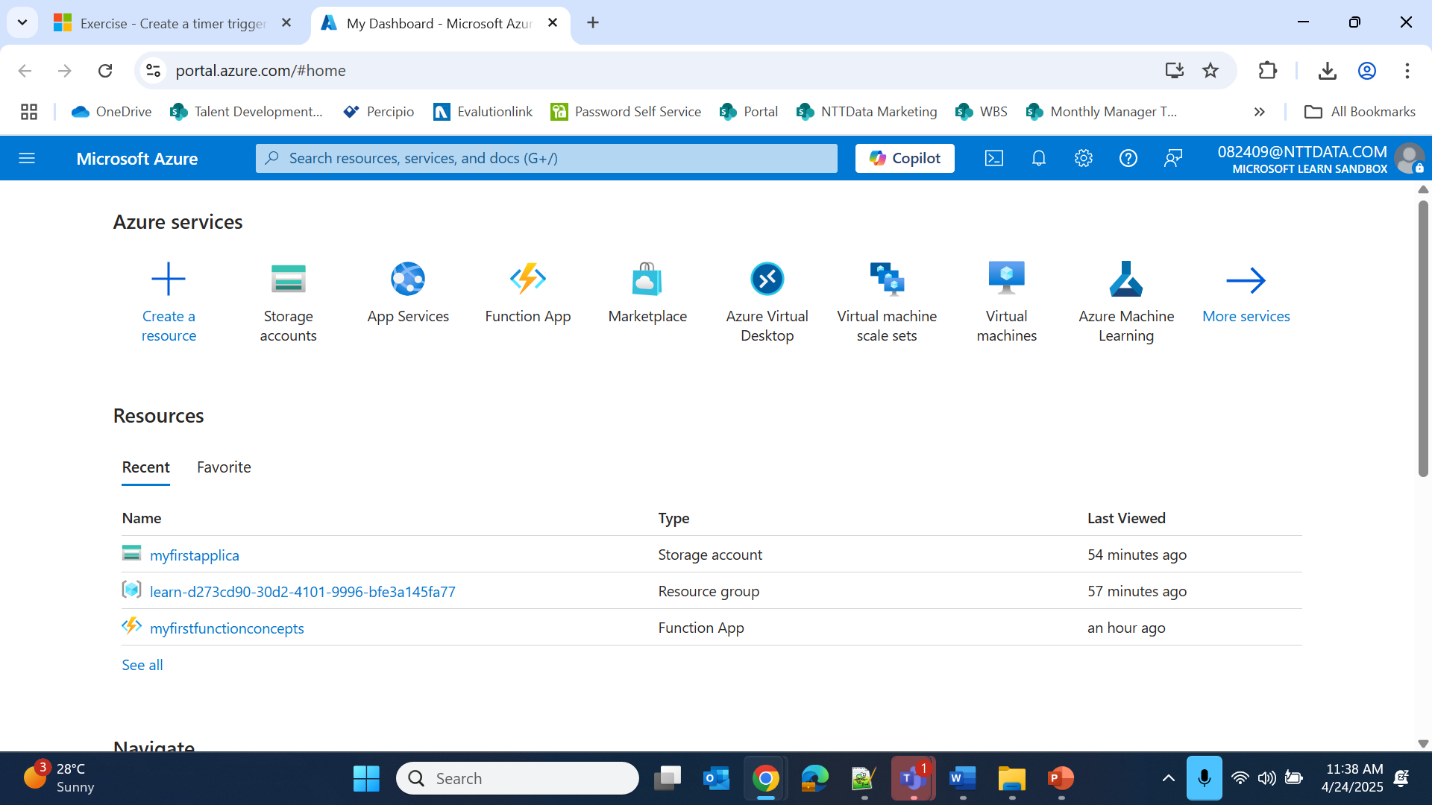 Exercise - Create a timer trigger
My Dashboard - Microsoft Azur
portal.azure.com/#home
OneDrive Talent Development... Percipio Evalutionlink Password Self Service Portal NTTData Marketing WBS Monthly Manager T... » All Bookmarks
Microsoft Azure
Search resources, services, and docs (G+/)
Copilot
082409@NTTDATA.COM
MICROSOFT LEARN SANDBOX
Azure services
Create a resource
Storage accounts
App Services
Function App
Marketplace
Azure Virtual Desktop
Virtual machine scale sets
Virtual machines
Azure Machine Learning
More services
Resources
Recent Favorite
Name Type Last Viewed
myfirstapplica Storage account 54 minutes ago
learn-d273cd90-30d2-4101-9996-bfe3a145fa77 Resource group 57 minutes ago
myfirstfunctionconcepts Function App an hour ago
See all
Navigate
3
28°C
Sunny
Search
1
11:38 AM
4/24/2025